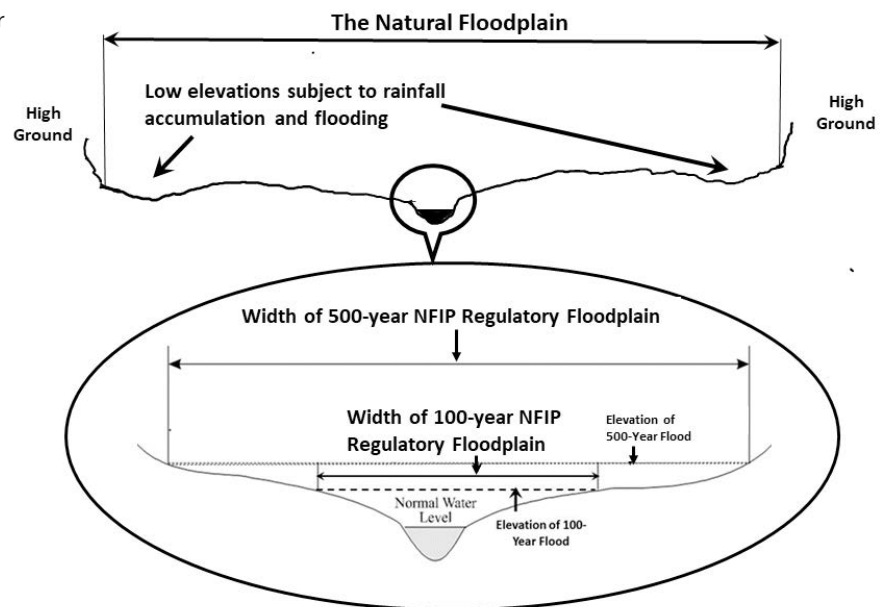 The Natural Floodplain
High
Ground
Low elevations subject to rainfall
accumulation and flooding
High
Ground
Width of 500-year NFIP Regulatory Floodplain
Width of 100-year NFIP
Regulatory Floodplain
Elevation of
500-Year Flood
Normal Water
Level
Elevation of 100-
Year Flood